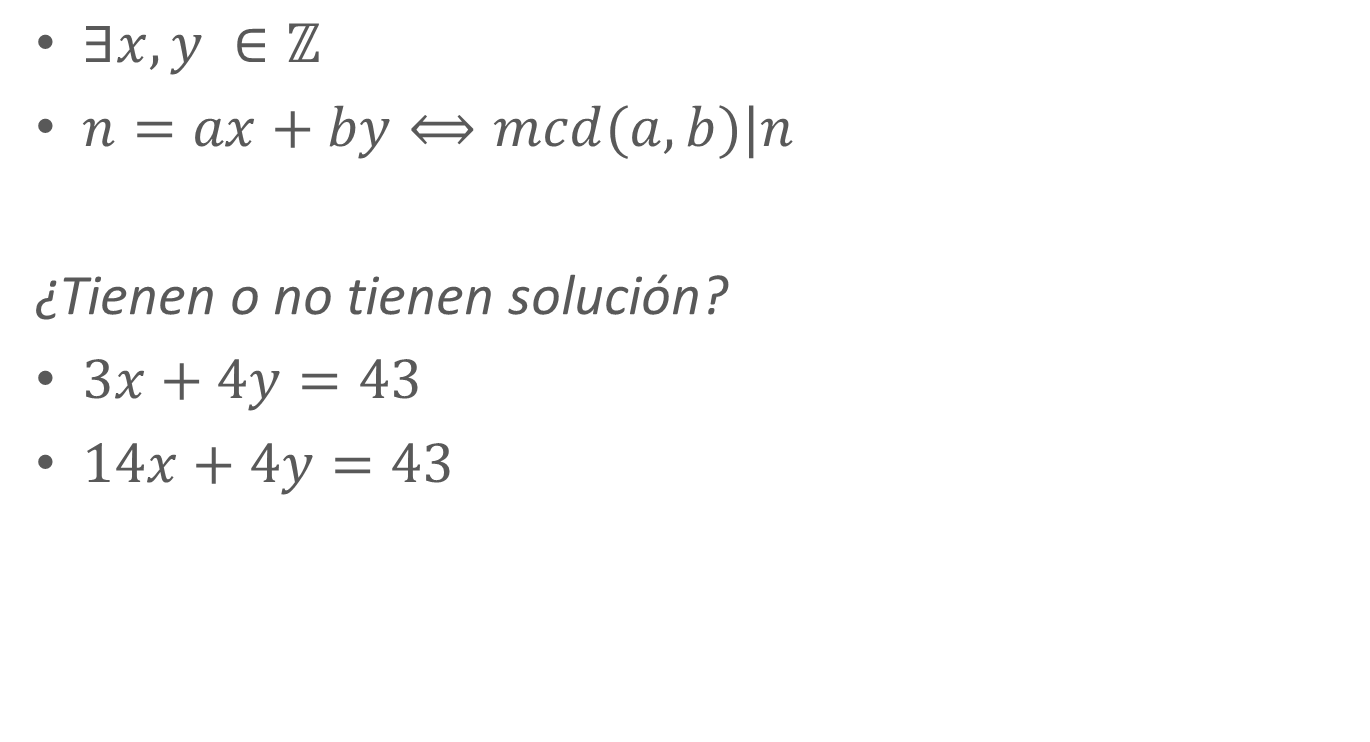 • ∃x, y ∈ ℤ
• n = ax + by ⟺ mcd(a, b)|n
¿Tienen o no tienen solución?
• 3x + 4y = 43
• 14x + 4y = 43